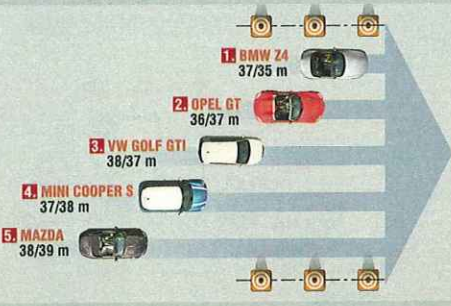 1. BMW Z4
37/35 m
2. OPEL GT
36/37 m
3. VW GOLF GTI
38/37 m
4. MINI COOPER S
37/38 m
5. MAZDA
38/39 m